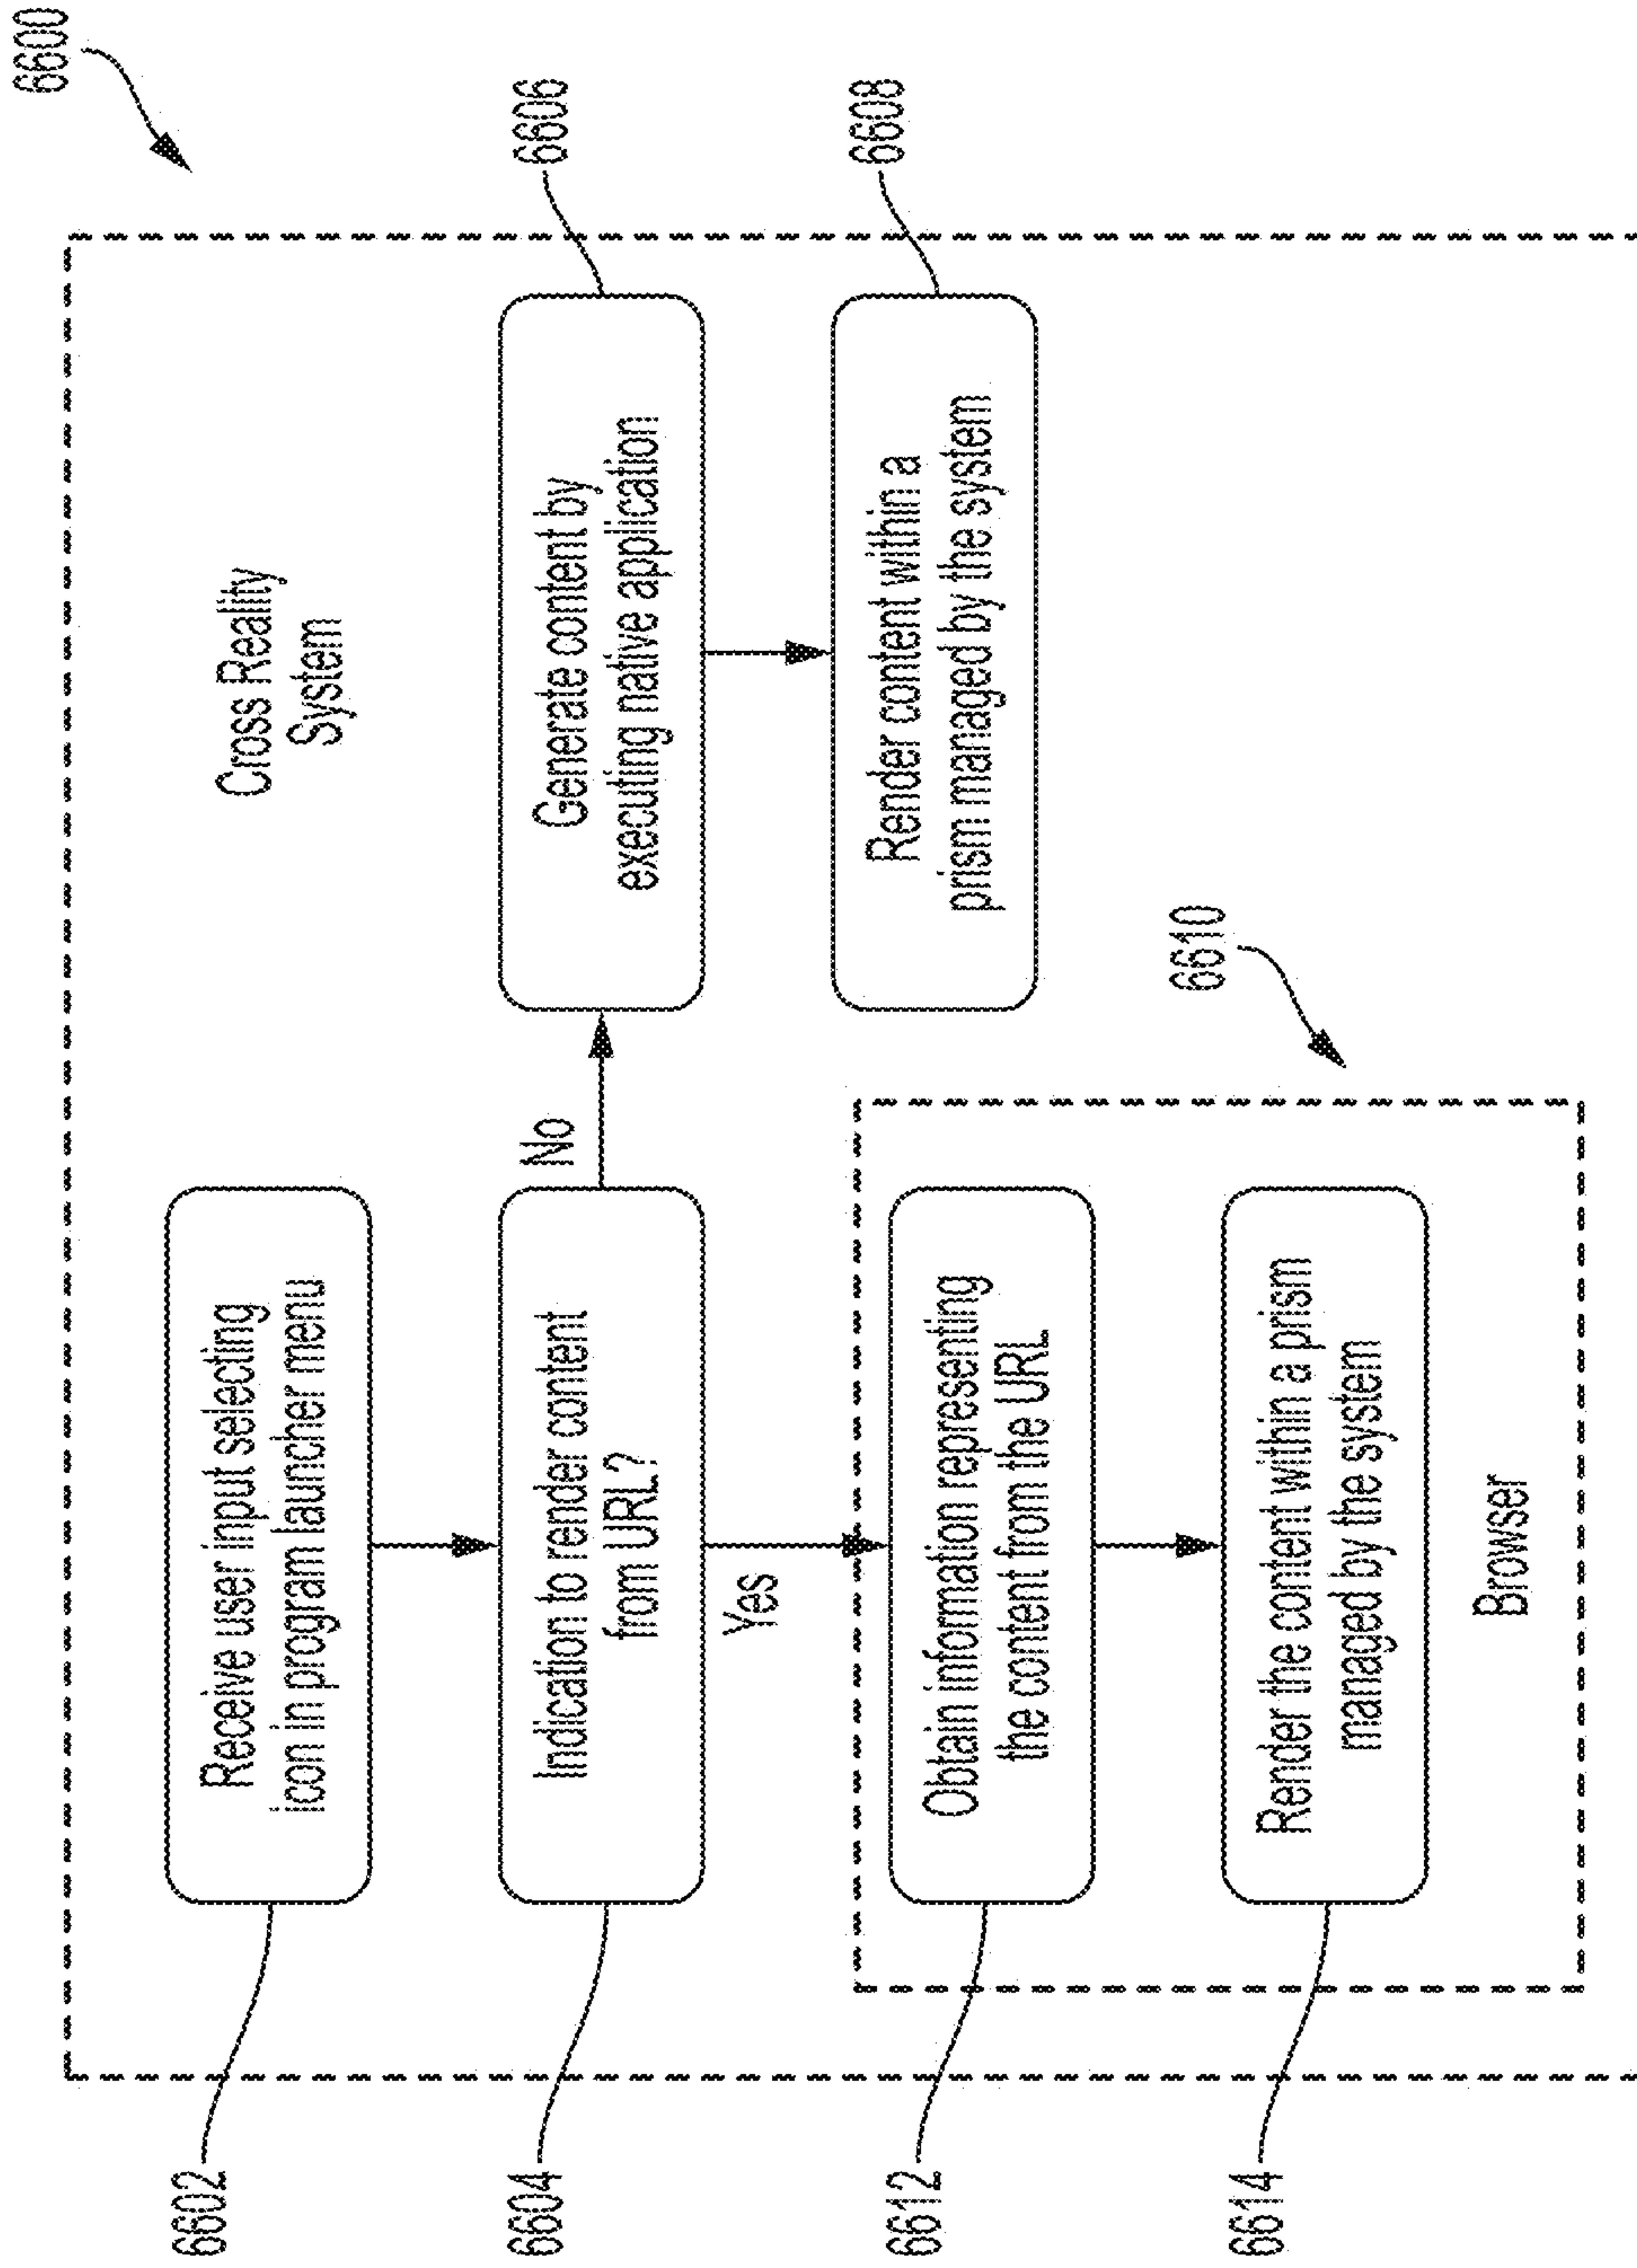 6600
Cross Reality
System
6602
Receive user input selecting
icon in program launcher menu
6604
Indication to render content
from URL?
No
Yes
6606
Generate content by
executing native application
6608
Render content within a
prism managed by the system
6610
6612
Obtain information representing
the content from the URL
6614
Render the content within a prism
managed by the system
Browser